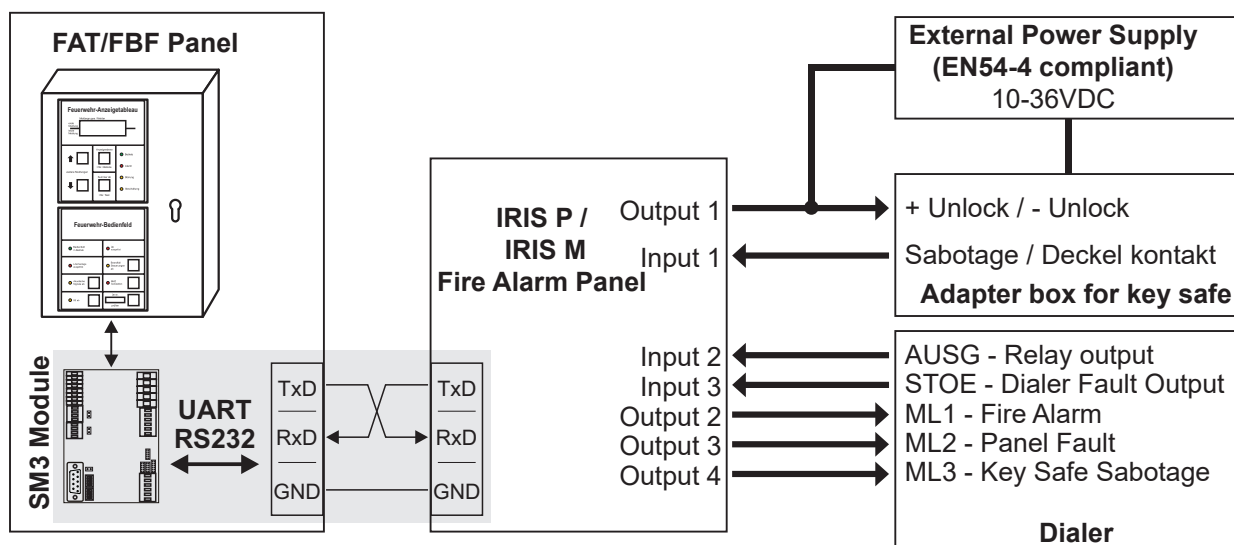 FAT/FBF Panel
Feuerwehr-Anzeigetableau
Feuerwehr-Bedienfeld
SM3 Module
UART
RS232
TxD
RxD
GND
TxD
RxD
GND
IRIS P /
IRIS M
Fire Alarm Panel
Output 1
Input 1
Input 2
Input 3
Output 2
Output 3
Output 4
External Power Supply
(EN54-4 compliant)
10-36VDC
+ Unlock / - Unlock
Sabotage / Deckel kontakt
Adapter box for key safe
AUSG - Relay output
STOE - Dialer Fault Output
ML1 - Fire Alarm
ML2 - Panel Fault
ML3 - Key Safe Sabotage
Dialer